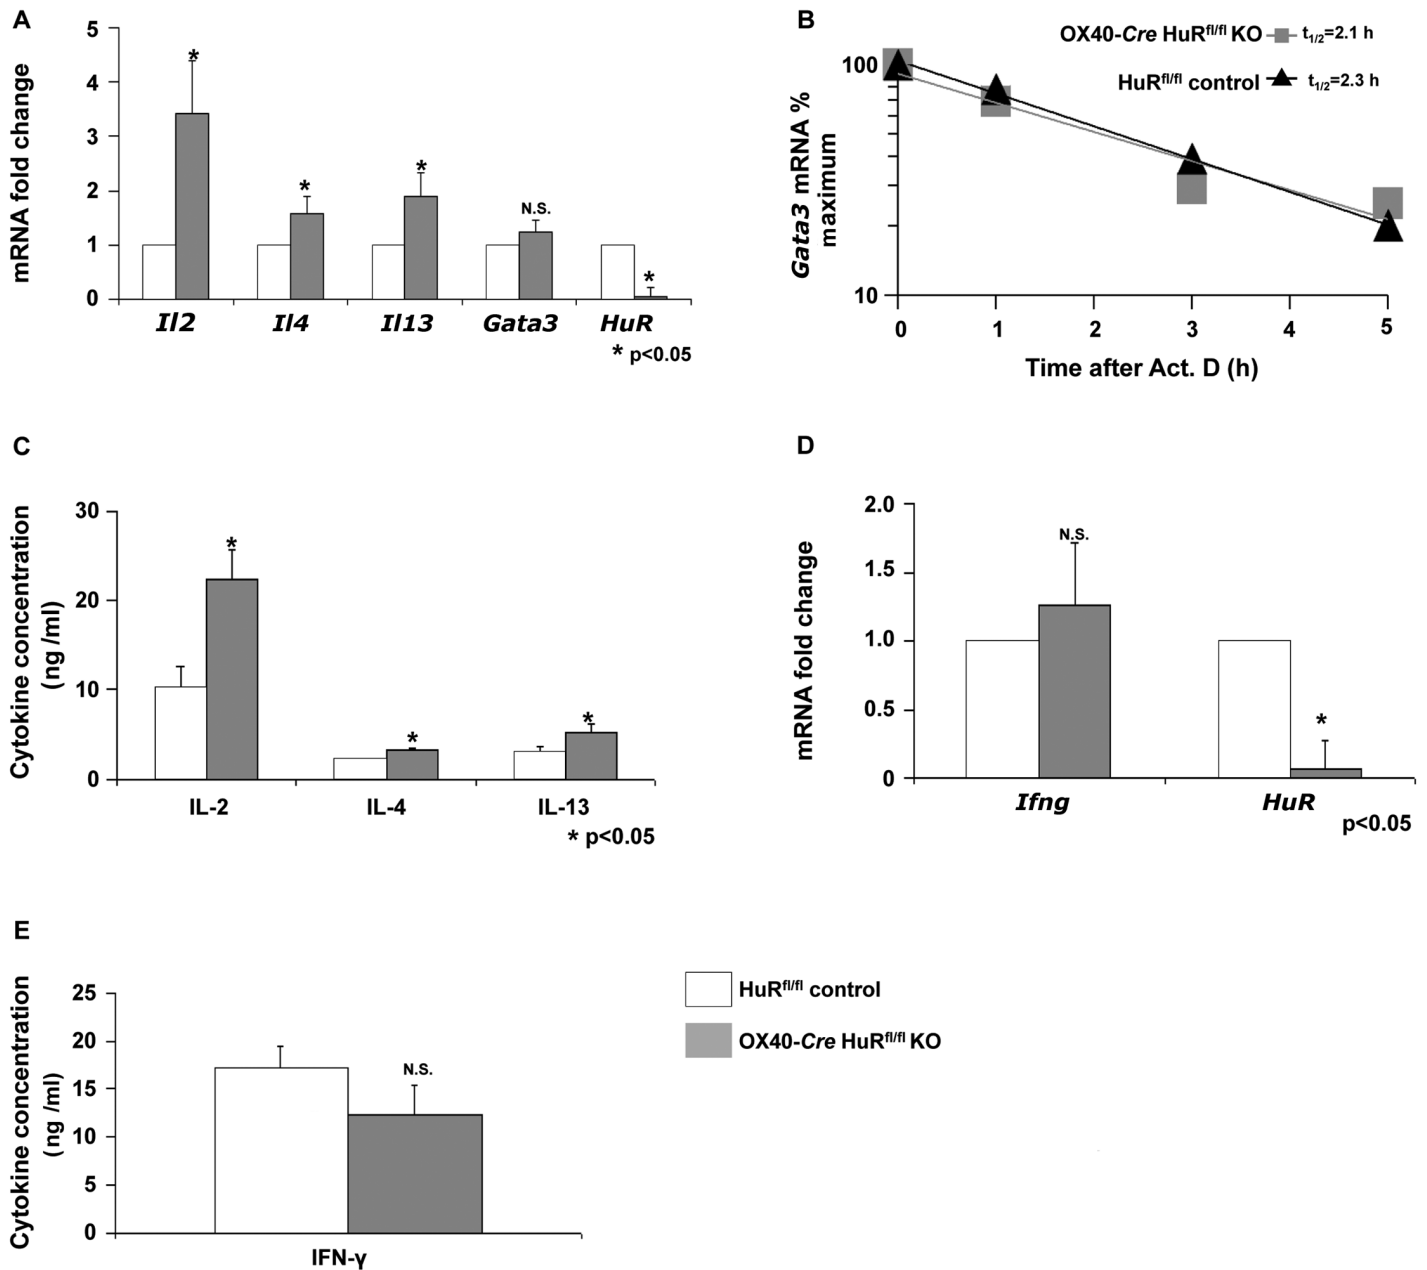 A
mRNA fold change
5
4
3
2
1
0
*
*
*
N.S.
*
Il2 Il4 Il13 Gata3 HuR
* p<0.05
B
OX40-Cre HuRfl/fl KO t1/2=2.1 h
HuRfl/fl control t1/2=2.3 h
Gata3 mRNA %
maximum
100
10
0 1 2 3 4 5
Time after Act. D (h)
C
Cytokine concentration
(ng /ml)
30
20
10
0
*
*
*
IL-2 IL-4 IL-13
* p<0.05
D
mRNA fold change
2.0
1.5
1.0
0.5
0
N.S.
*
Ifng HuR
p<0.05
E
Cytokine concentration
(ng /ml)
25
20
15
10
5
0
N.S.
IFN-γ
HuRfl/fl control
OX40-Cre HuRfl/fl KO